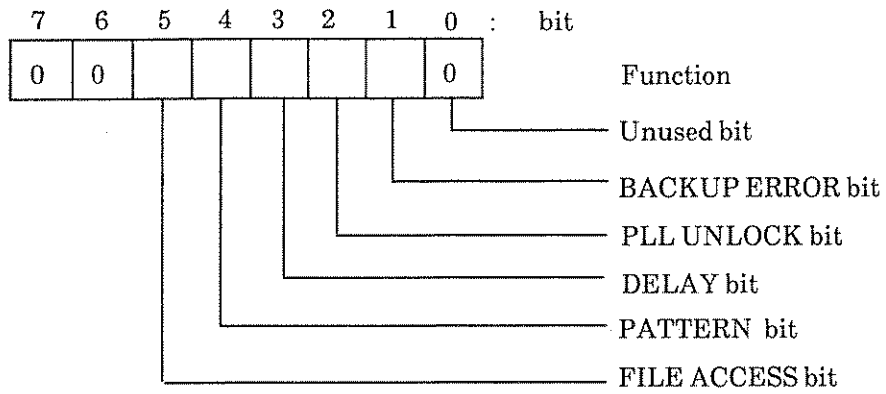 7 6 5 4 3 2 1 0 : bit
0 0 0 Function
Unused bit
BACKUP ERROR bit
PLL UNLOCK bit
DELAY bit
PATTERN bit
FILE ACCESS bit